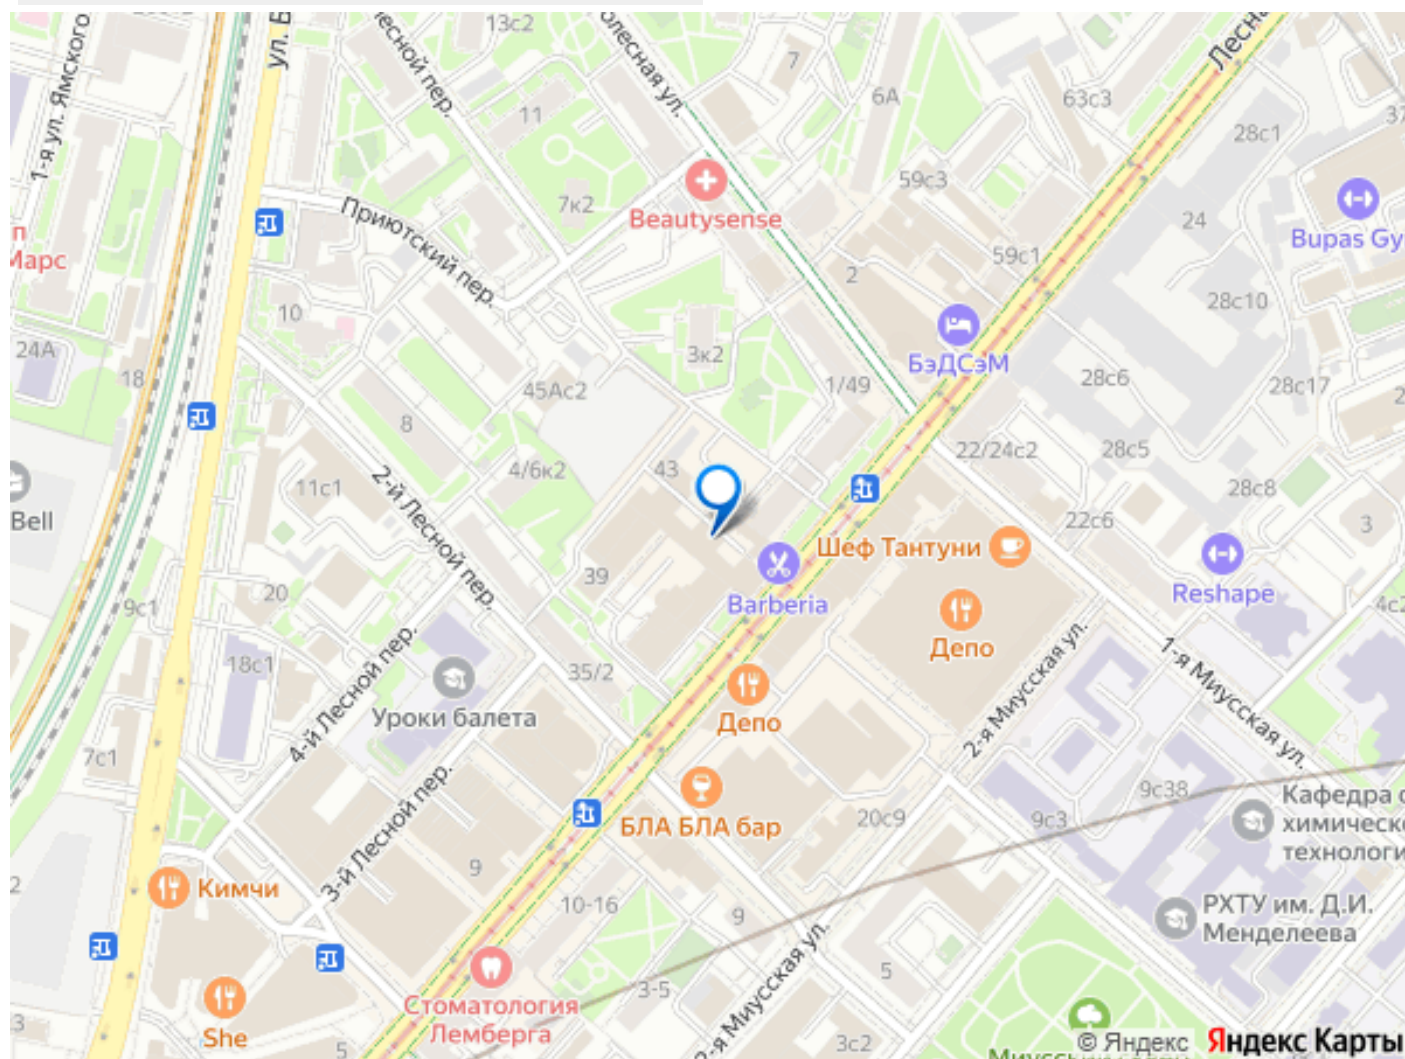 13с2
1-я ул. Ямского
ул. Б
лесной пер.
олесная ул.
Лесна
7
6А
63с3
37
11
28с1
59с3
7к2
Beautysense
24
Bupas Gy
п
Марс
Приютский пер.
59с1
2
10
28с10
БэДСэМ
24А
18
3к2
45Ас2
1/49
28с6
28с17
2
8
22/24с2
28с5
4/6к2
43
11с1
2-й Лесной пер.
28с8
Bell
22с6
3
Шеф Тантуни
39
Barberia
Reshape
9с1
20
4с2
Депо
1-я Миусская ул.
18с1
35/2
4-й Лесной пер.
Уроки балета
Депо
2-я Миусская ул.
7с1
3-й Лесной пер.
9с38
Кафедра
химическо
технологи
БЛА БЛА бар
20с9
9с3
2
9
Кимчи
10-16
9
РХТУ им. Д.И.
Менделеева
5
3-5
2-я Миусская ул.
Стоматология
Лемберга
3
She
5
3с2
© Яндекс
Яндекс Карты